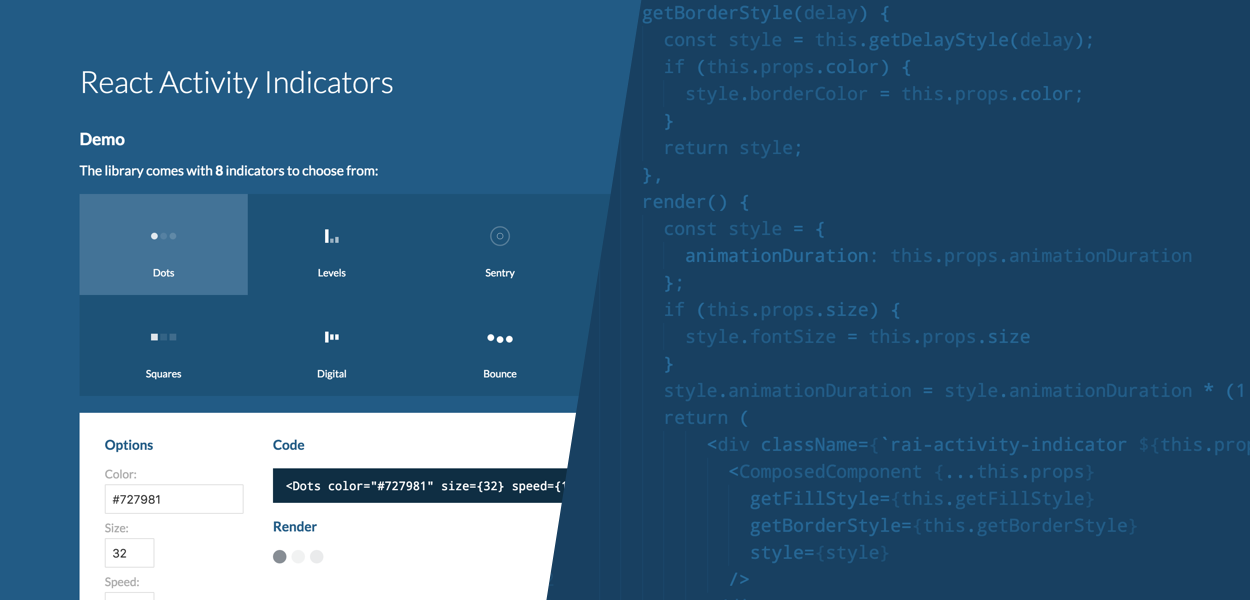 React Activity Indicators
Demo
The library comes with 8 indicators to choose from:
Dots
Levels
Sentry
Squares
Digital
Bounce
Options
Color:
#727981
Size:
32
Speed:
Code
<Dots color="#727981" size={32} speed={1
Render
getBorderStyle(delay) {
const style = this.getDelayStyle(delay);
if (this.props.color) {
style.borderColor = this.props.color;
}
return style;
},
render() {
const style = {
animationDuration: this.props.animationDuration
};
if (this.props.size) {
style.fontSize = this.props.size
}
style.animationDuration = style.animationDuration * (1
return (
<div className={`rai-activity-indicator ${this.prop
<ComposedComponent {...this.props}
getFillStyle={this.getFillStyle}
getBorderStyle={this.getBorderStyle}
style={style}
/>